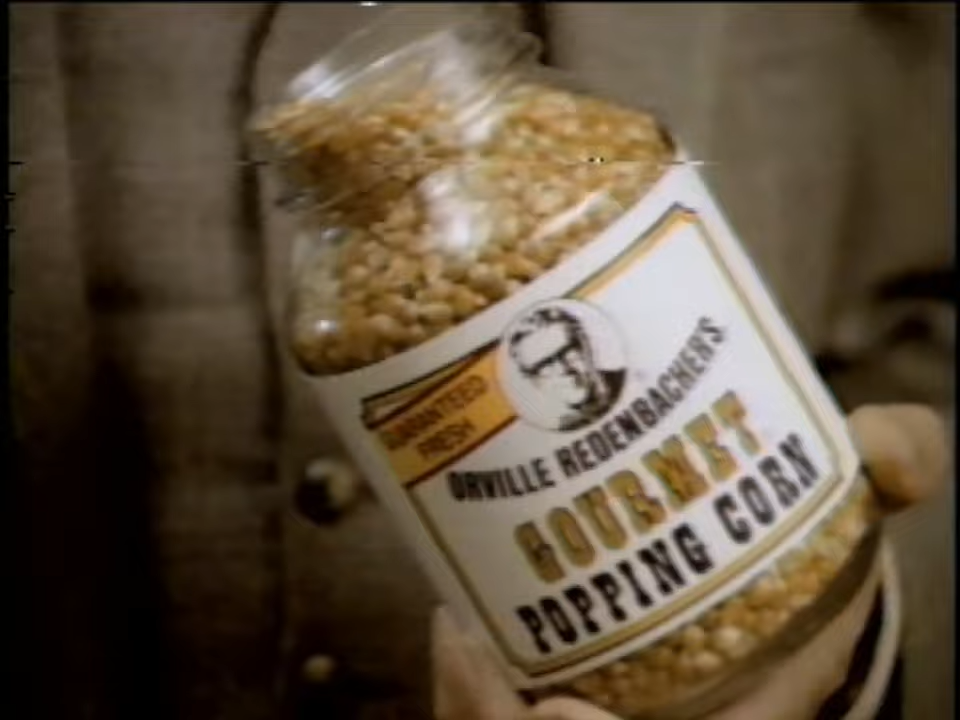 GUARANTEED
FRESH
ORVILLE REDENBACHER'S
GOURMET
POPPING CORN